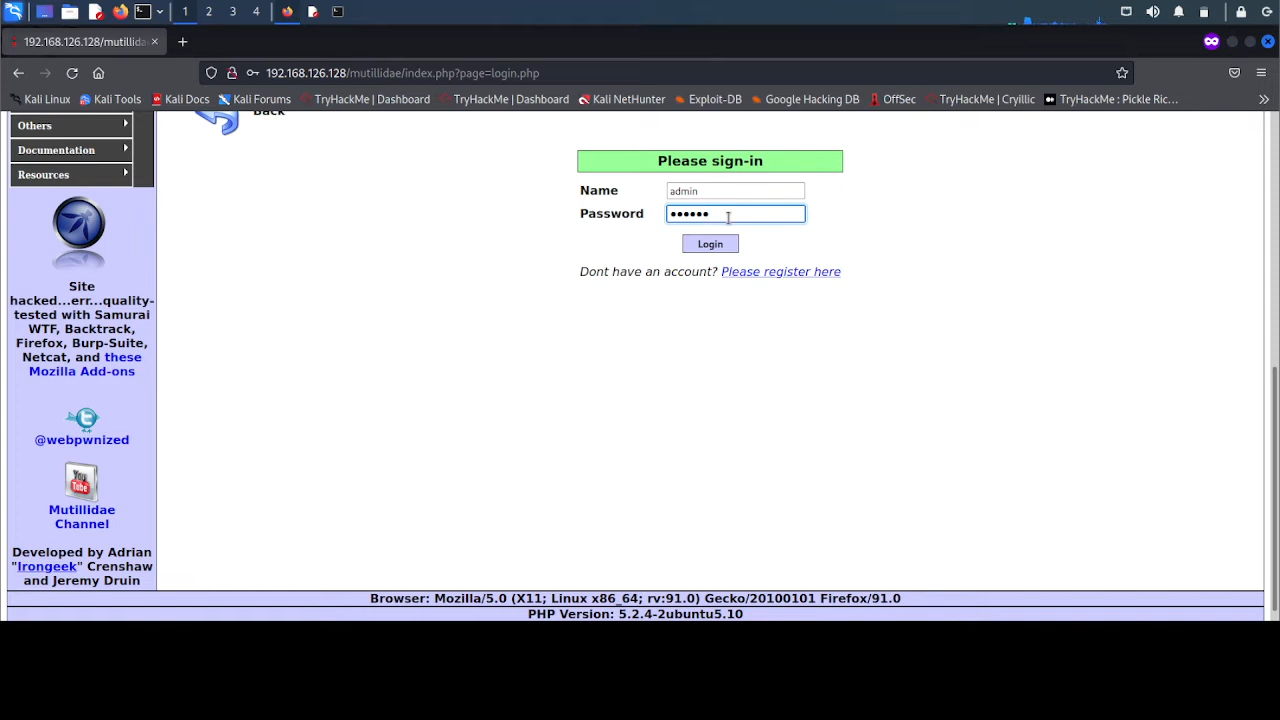 1
2
3
4
192.168.126.128/mutillida
192.168.126.128/mutillidae/index.php?page=login.php
Kali Linux
Kali Tools
Kali Docs
Kali Forums
TryHackMe | Dashboard
TryHackMe | Dashboard
Kali NetHunter
Exploit-DB
Google Hacking DB
OffSec
TryHackMe | Cryillic
TryHackMe : Pickle Ric...
Others
Documentation
Resources
Back
Please sign-in
Name
admin
Password
••••••
Login
Dont have an account? Please register here
Site
hacked...err...quality-
tested with Samurai
WTF, Backtrack,
Firefox, Burp-Suite,
Netcat, and these
Mozilla Add-ons
@webpwnized
You
Tube
Mutillidae
Channel
Developed by Adrian
"Irongeek" Crenshaw
and Jeremy Druin
Browser: Mozilla/5.0 (X11; Linux x86_64; rv:91.0) Gecko/20100101 Firefox/91.0
PHP Version: 5.2.4-2ubuntu5.10